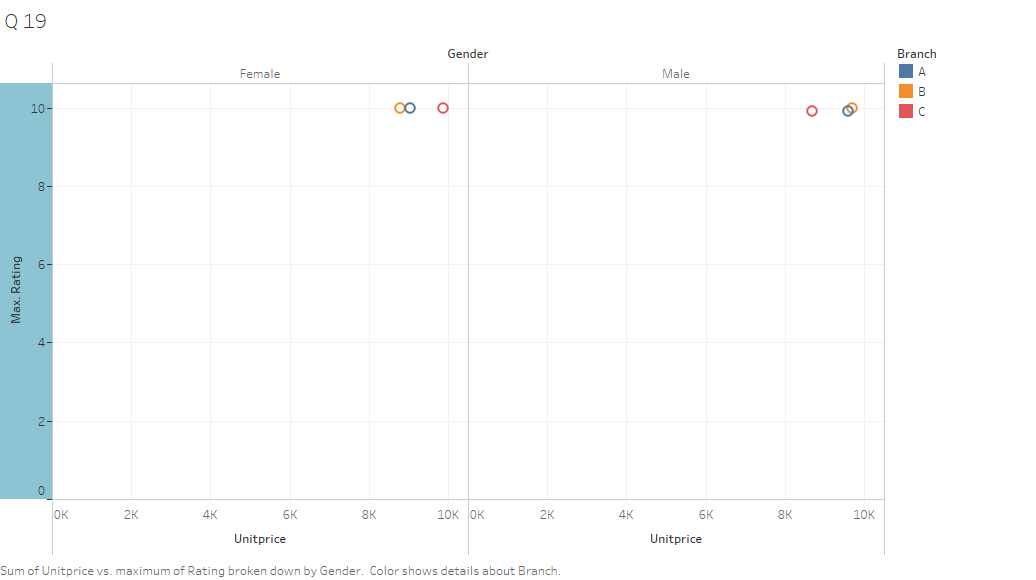 Q 19
Gender
Branch
Female
Male
A
B
C
Max. Rating
10
8
6
4
2
0
0K 2K 4K 6K 8K 10K 0K 2K 4K 6K 8K 10K
Unitprice
Unitprice
Sum of Unitprice vs. maximum of Rating broken down by Gender. Color shows details about Branch.